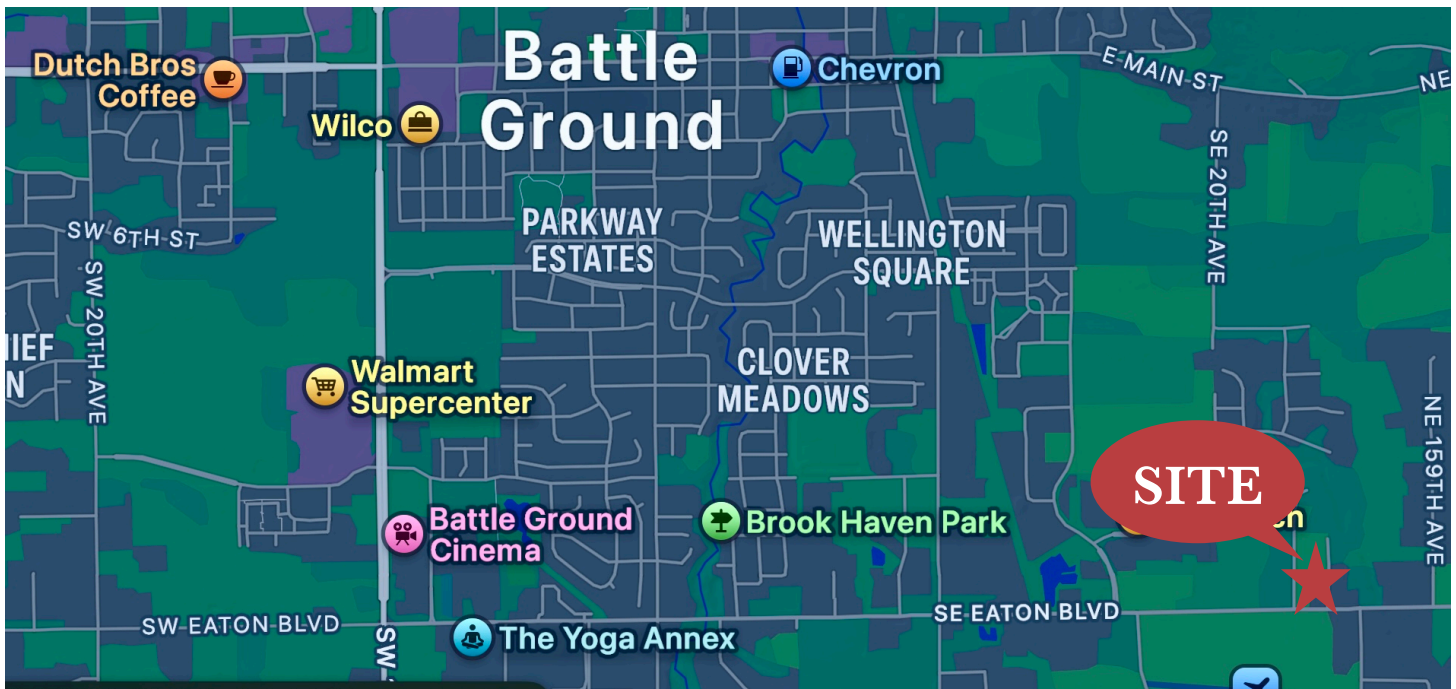 Battle
Ground
Dutch Bros
Coffee
Chevron
E MAIN ST
NE
Wilco
SE 20TH AVE
PARKWAY
ESTATES
WELLINGTON
SQUARE
SW 6TH ST
SW 20TH AVE
CLOVER
MEADOWS
Walmart
Supercenter
NE 159TH AVE
SITE
Battle Ground
Cinema
Brook Haven Park
SE EATON BLVD
SW EATON BLVD
The Yoga Annex
SW